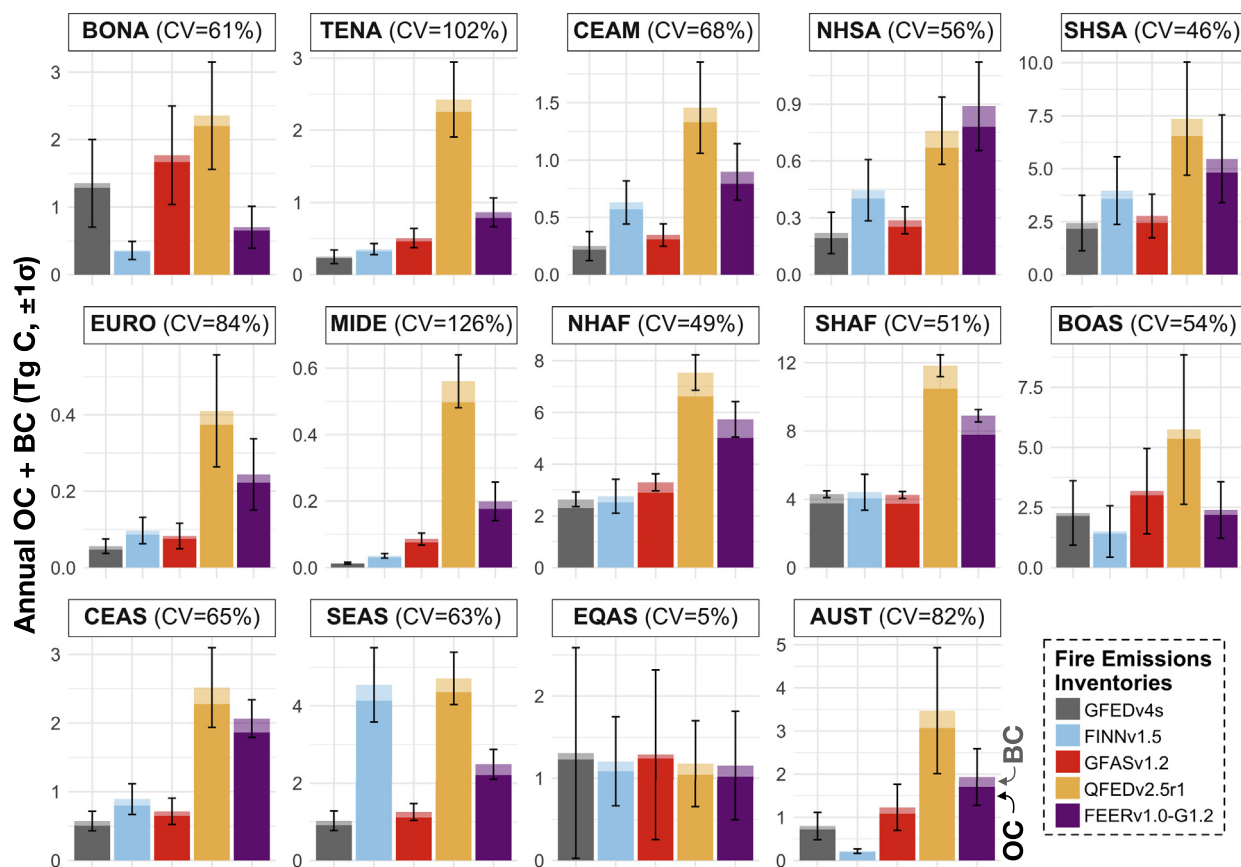 Annual OC + BC (Tg C, ±1σ)
BONA (CV=61%)
3
2
1
0
TENA (CV=102%)
3
2
1
0
CEAM (CV=68%)
1.5
1.0
0.5
0.0
NHSA (CV=56%)
0.9
0.6
0.3
0.0
SHSA (CV=46%)
10.0
7.5
5.0
2.5
0.0
EURO (CV=84%)
0.4
0.2
0.0
MIDE (CV=126%)
0.6
0.4
0.2
0.0
NHAF (CV=49%)
8
6
4
2
0
SHAF (CV=51%)
12
8
4
0
BOAS (CV=54%)
7.5
5.0
2.5
0.0
CEAS (CV=65%)
3
2
1
0
SEAS (CV=63%)
4
2
0
EQAS (CV=5%)
2
1
0
AUST (CV=82%)
5
4
3
2
1
0
OC
BC
Fire Emissions
Inventories
GFEDv4s
FINNv1.5
GFASv1.2
QFEDv2.5r1
FEERv1.0-G1.2